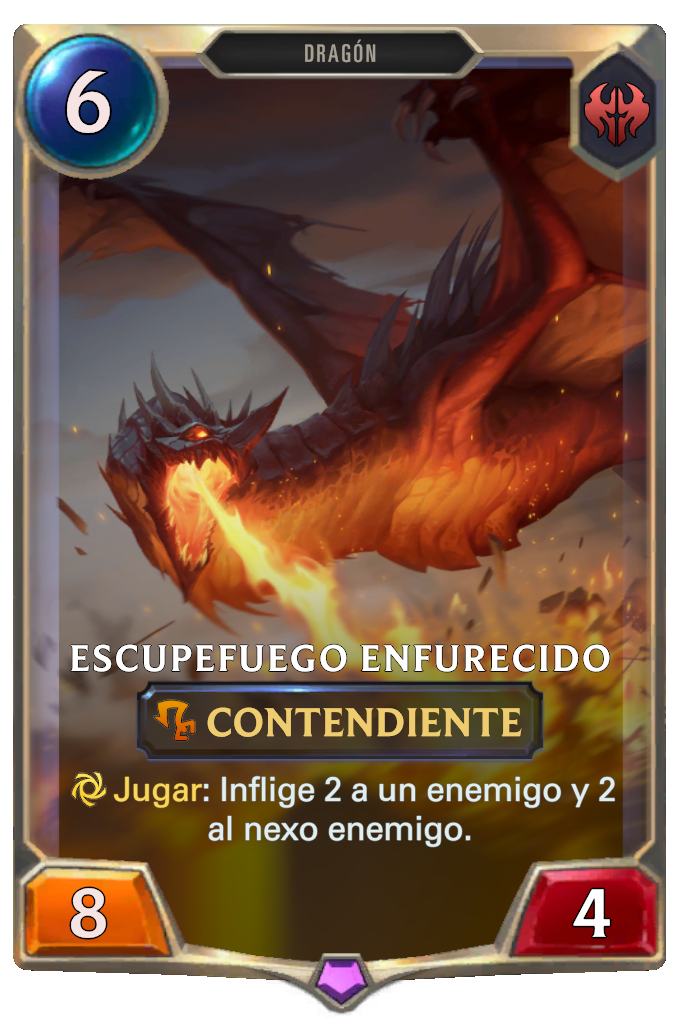 DRAGÓN
6
ESCUPEFUEGO ENFURECIDO
CONTENDIENTE
Jugar: Inflige 2 a un enemigo y 2
al nexo enemigo.
8
4